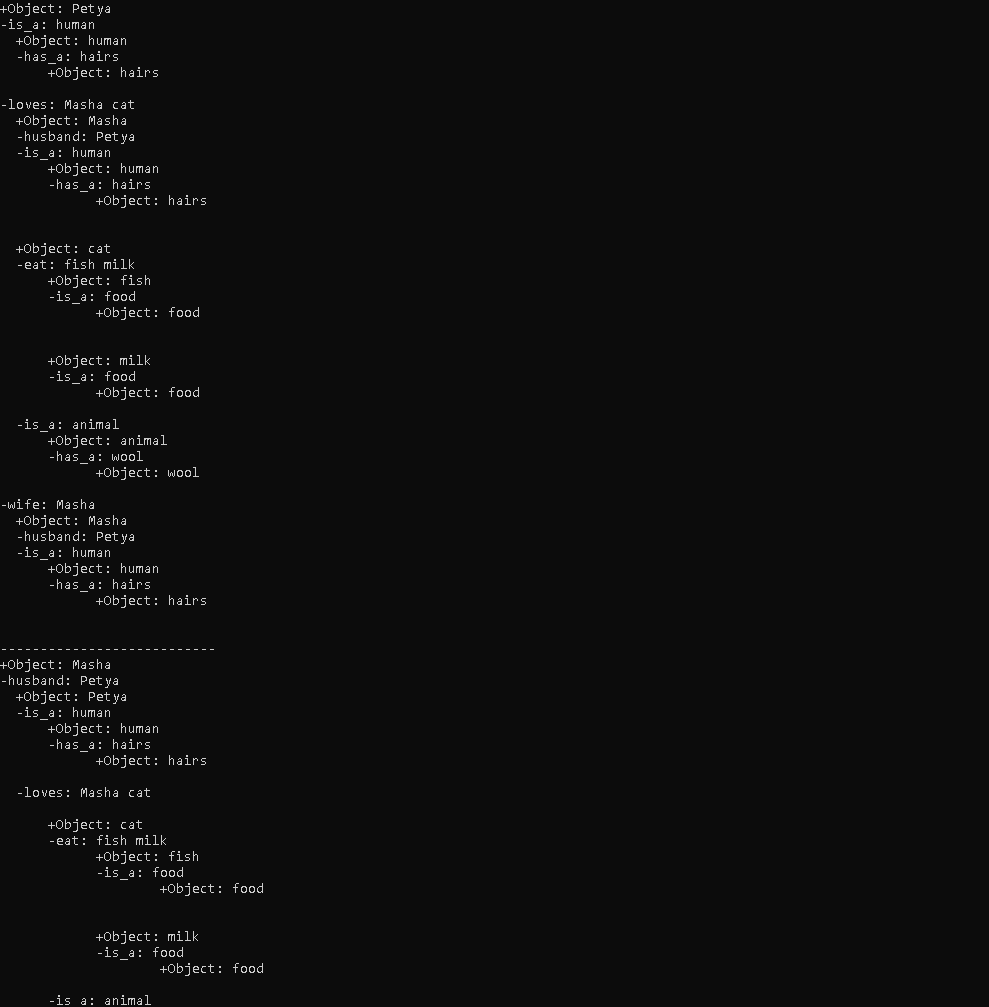 +Object: Petya
-is_a: human
+Object: human
-has_a: hairs
+Object: hairs
-loves: Masha cat
+Object: Masha
-husband: Petya
-is_a: human
+Object: human
-has_a: hairs
+Object: hairs
+Object: cat
-eat: fish milk
+Object: fish
-is_a: food
+Object: food
+Object: milk
-is_a: food
+Object: food
-is_a: animal
+Object: animal
-has_a: wool
+Object: wool
-wife: Masha
+Object: Masha
-husband: Petya
-is_a: human
+Object: human
-has_a: hairs
+Object: hairs
---------------------------
+Object: Masha
-husband: Petya
+Object: Petya
-is_a: human
+Object: human
-has_a: hairs
+Object: hairs
-loves: Masha cat
+Object: cat
-eat: fish milk
+Object: fish
-is_a: food
+Object: food
+Object: milk
-is_a: food
+Object: food
-is_a: animal